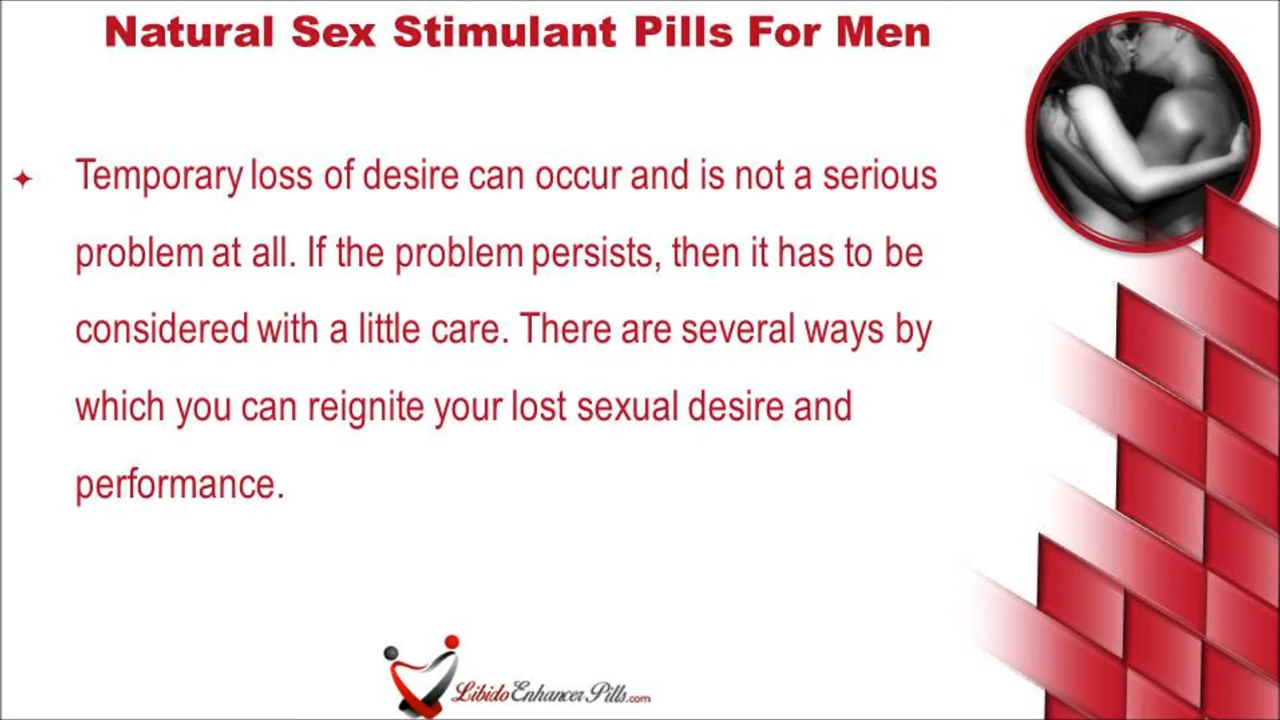 Natural Sex Stimulant Pills For Men
Temporary loss of desire can occur and is not a serious
problem at all. If the problem persists, then it has to be
considered with a little care. There are several ways by
which you can reignite your lost sexual desire and
performance.
LibidoEnhancerPills.com